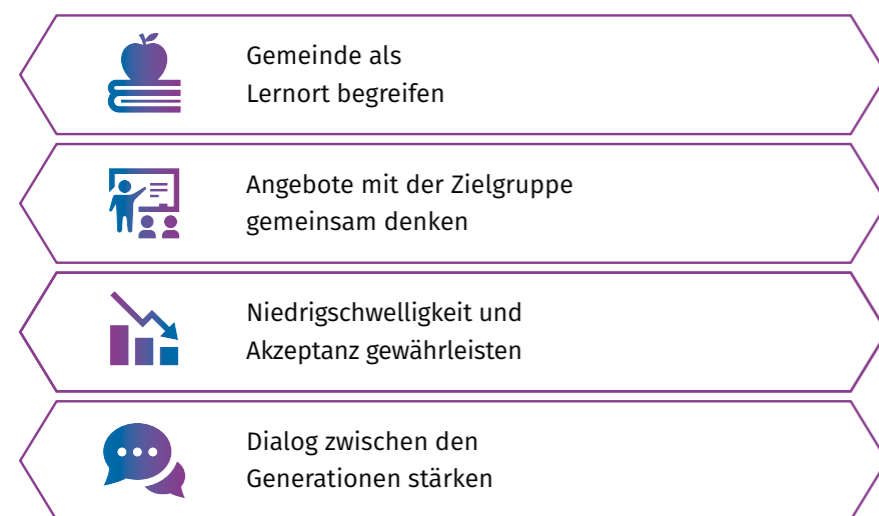 Gemeinde als
Lernort begreifen
Angebote mit der Zielgruppe
gemeinsam denken
Niedrigschwelligkeit und
Akzeptanz gewährleisten
Dialog zwischen den
Generationen stärken